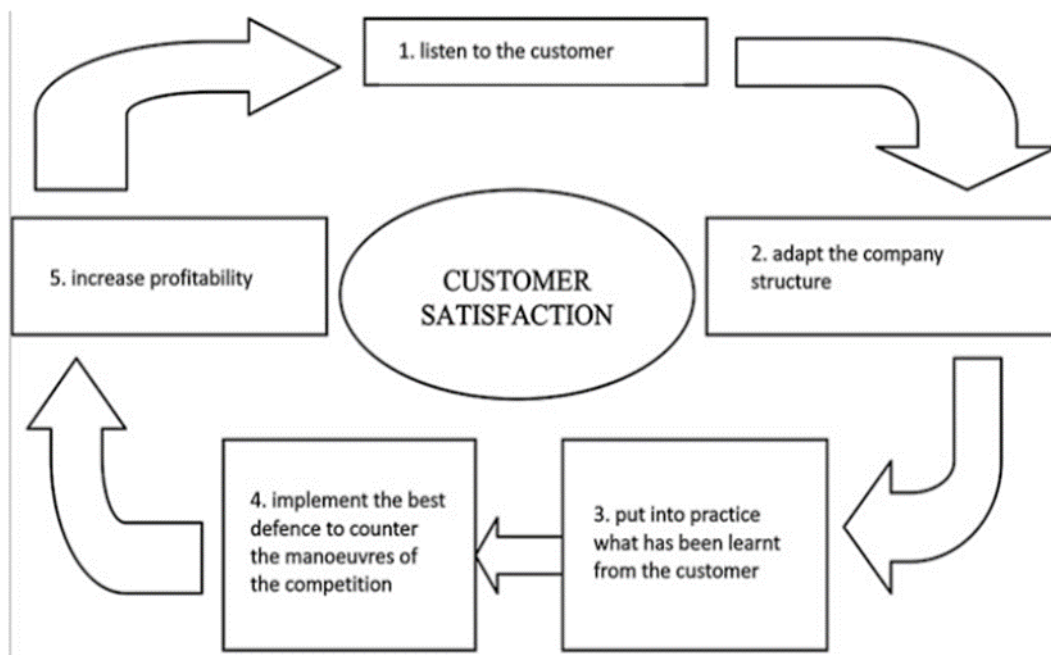 1. listen to the customer
2. adapt the company
structure
3. put into practice
what has been learnt
from the customer
4. implement the best
defence to counter
the manoeuvres of
the competition
5. increase profitability
CUSTOMER
SATISFACTION